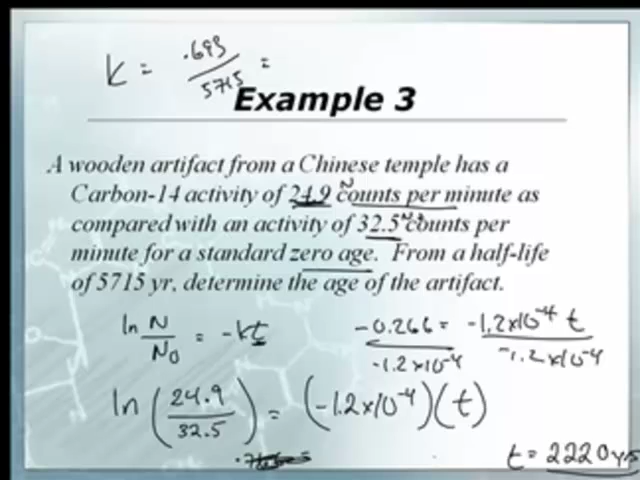 K = .693/5715 =
Example 3
A wooden artifact from a Chinese temple has a
Carbon-14 activity of 24.9 counts per minute as
N
compared with an activity of 32.5 counts per
minute for a standard zero age. From a half-life
of 5715 yr, determine the age of the artifact.
ln N/N₀ = -kt
-0.266/-1.2x10⁻⁴ = -1.2x10⁻⁴ t/-1.2x10⁻⁴
ln (24.9/32.5) = (-1.2x10⁻⁴)(t)
t = 2220 yrs